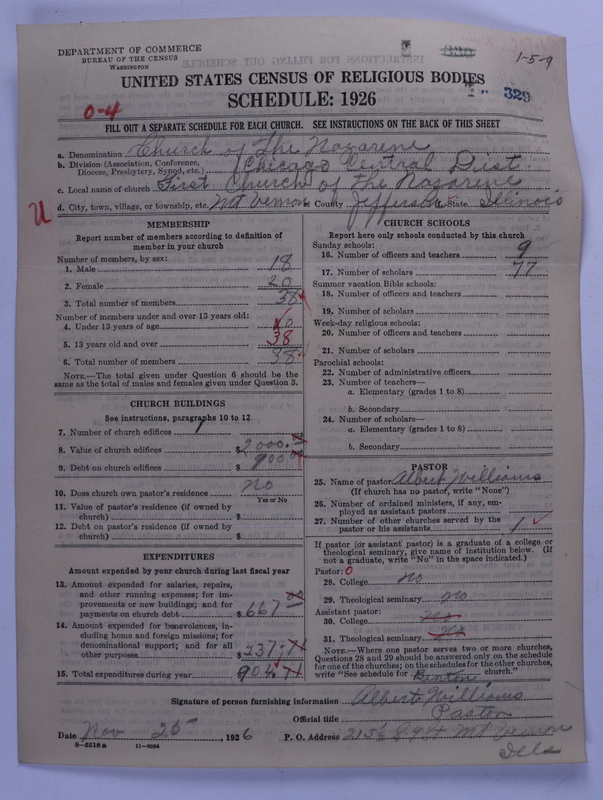 DEPARTMENT OF COMMERCE
BUREAU OF THE CENSUS
WASHINGTON
1-5-9
UNITED STATES CENSUS OF RELIGIOUS BODIES
SCHEDULE: 1926
329
0-4
FILL OUT A SEPARATE SCHEDULE FOR EACH CHURCH. SEE INSTRUCTIONS ON THE BACK OF THIS SHEET
a. Denomination Church of the Nazarene
b. Division (Association, Conference, Diocese, Presbytery, Synod, etc.) Chicago Central Dist
c. Local name of church First Church of the Nazarene
d. City, town, village, or township, etc. Mt Vernon County Jefferson State Illinois
U
MEMBERSHIP
Report number of members according to definition of
member in your church
Number of members, by sex:
1. Male 18
2. Female 20
3. Total number of members 38
Number of members under and over 13 years old:
4. Under 13 years of age 0
5. 13 years old and over 38
6. Total number of members 38
NOTE.—The total given under Question 6 should be
same as the total of males and females given under Question 3.
CHURCH BUILDINGS
See instructions, paragraphs 10 to 12
7. Number of church edifices 1
8. Value of church edifices $ 2000.00
9. Debt on church edifices $ 900.00
10. Does church own pastor's residence No
Yes or No
11. Value of pastor's residence (if owned by
church) $
12. Debt on pastor's residence (if owned by
church) $
EXPENDITURES
Amount expended by your church during last fiscal year
13. Amount expended for salaries, repairs,
and other running expenses; for im-
provements or new buildings; and for
payments on church debt $ 667.00
14. Amount expended for benevolences, in-
cluding home and foreign missions; for
denominational support; and for all
other purposes $ 237.71
15. Total expenditures during year $ 904.71
CHURCH SCHOOLS
Report here only schools conducted by this church
Sunday schools:
16. Number of officers and teachers 9
17. Number of scholars 77
Summer vacation Bible schools:
18. Number of officers and teachers
19. Number of scholars
Week-day religious schools:
20. Number of officers and teachers
21. Number of scholars
Parochial schools:
22. Number of administrative officers
23. Number of teachers—
a. Elementary (grades 1 to 8)
b. Secondary
24. Number of scholars—
a. Elementary (grades 1 to 8)
b. Secondary
PASTOR
25. Name of pastor Albert Williams
(If church has no pastor, write "None")
26. Number of ordained ministers, if any, em-
ployed as assistant pastors
27. Number of other churches served by the
pastor or his assistants 1
If pastor (or assistant pastor) is a graduate of a college or
theological seminary, give name of institution below. (If
not a graduate, write "No" in the space indicated.)
Pastor: 0
28. College no
29. Theological seminary no
Assistant pastor:
30. College no
31. Theological seminary no
NOTE.—Where one pastor serves two or more churches,
Questions 28 and 29 should be answered only on the schedule
for one of the churches; on the schedules for the other churches,
write "See schedule for Benton church."
Signature of person furnishing information Albert Williams
Official title Pastor
Date Nov 25, 1926 P. O. Address Mt Vernon
Ills
8-5218a 11-9084